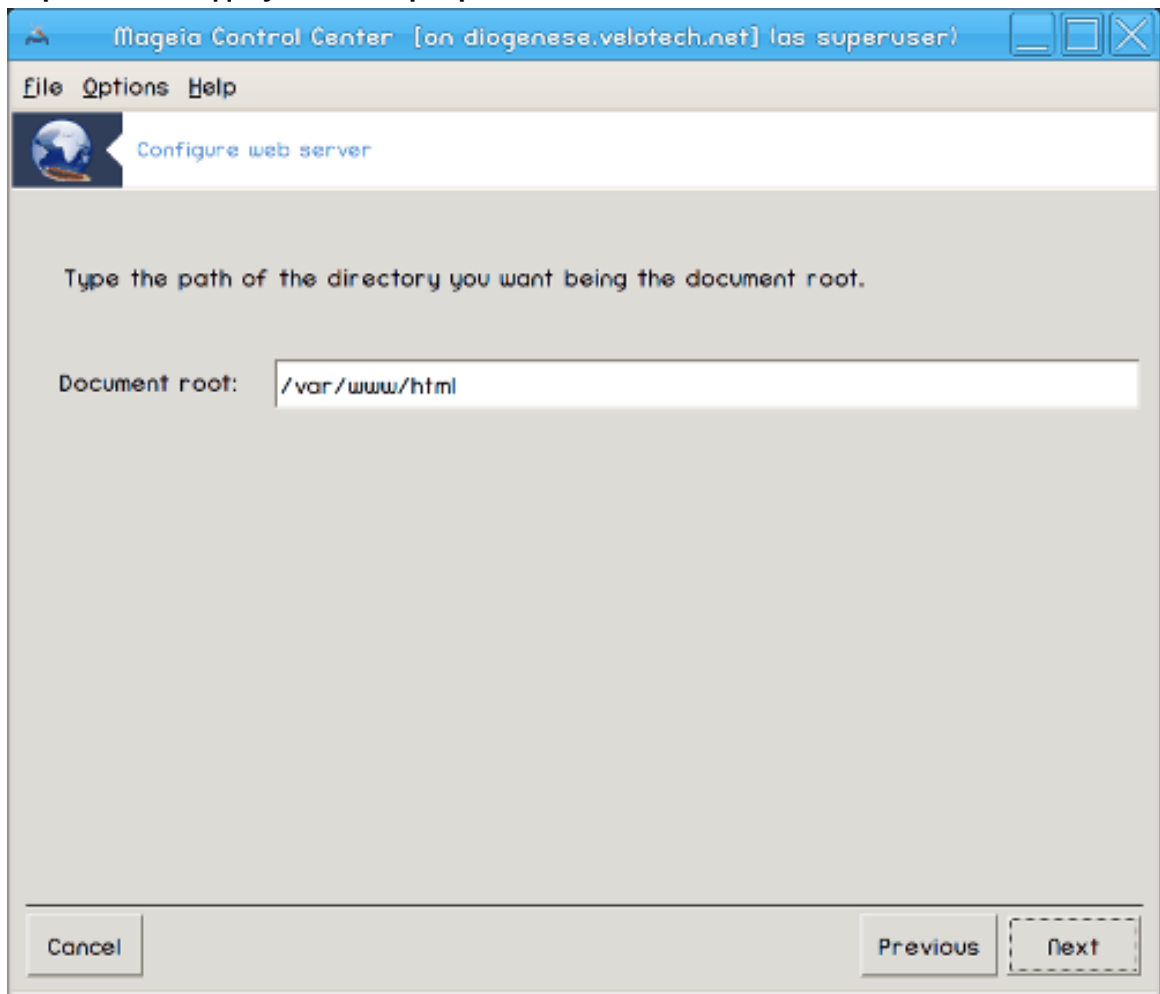 Mageia Control Center [on diogenese.velotech.net] (as superuser)
File Options Help
Configure web server
Type the path of the directory you want being the document root.
Document root: /var/www/html
Cancel Previous Next